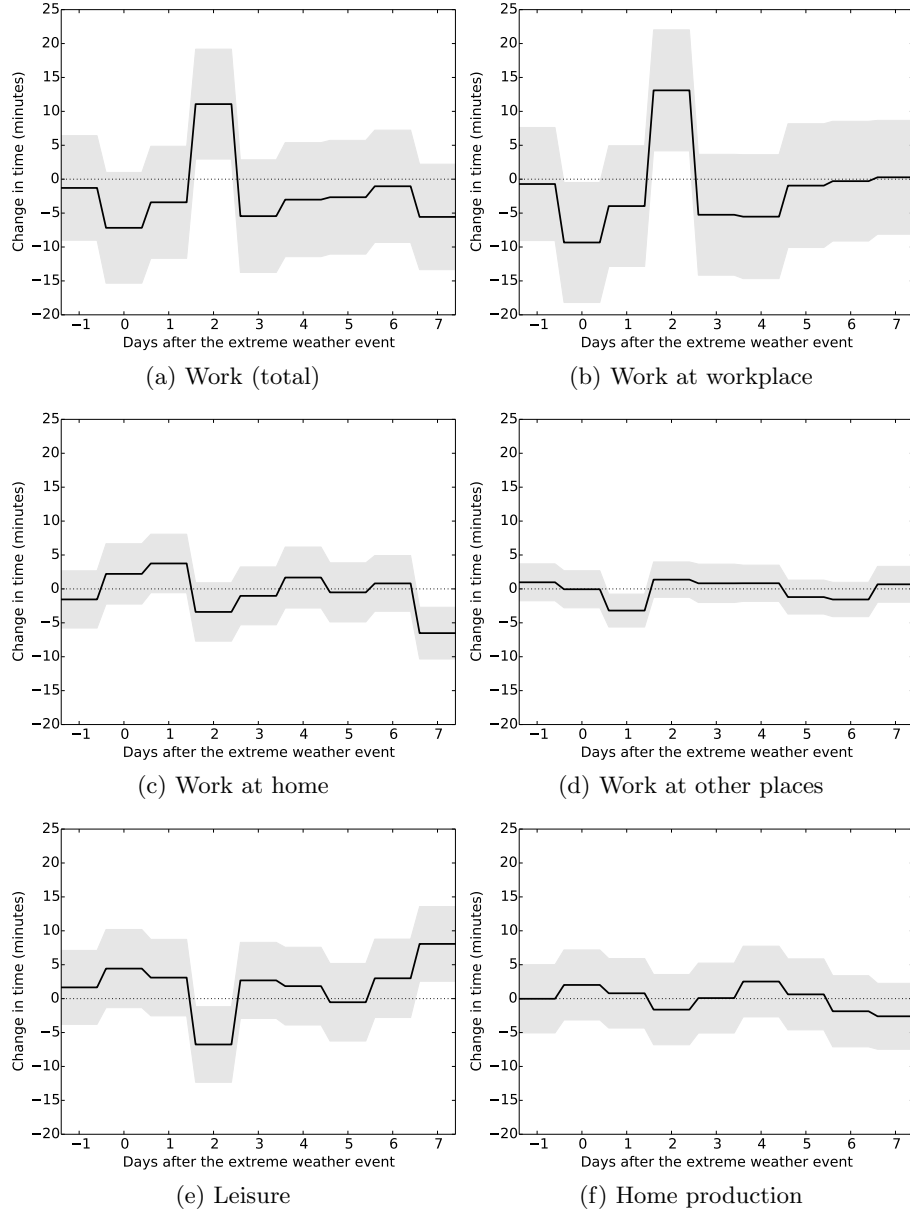 25
20
15
10
5
0
−5
−10
−15
−20
Change in time (minutes)
−1 0 1 2 3 4 5 6 7
Days after the extreme weather event
(a) Work (total)
25
20
15
10
5
0
−5
−10
−15
−20
Change in time (minutes)
−1 0 1 2 3 4 5 6 7
Days after the extreme weather event
(b) Work at workplace
25
20
15
10
5
0
−5
−10
−15
−20
Change in time (minutes)
−1 0 1 2 3 4 5 6 7
Days after the extreme weather event
(c) Work at home
25
20
15
10
5
0
−5
−10
−15
−20
Change in time (minutes)
−1 0 1 2 3 4 5 6 7
Days after the extreme weather event
(d) Work at other places
25
20
15
10
5
0
−5
−10
−15
−20
Change in time (minutes)
−1 0 1 2 3 4 5 6 7
Days after the extreme weather event
(e) Leisure
25
20
15
10
5
0
−5
−10
−15
−20
Change in time (minutes)
−1 0 1 2 3 4 5 6 7
Days after the extreme weather event
(f) Home production